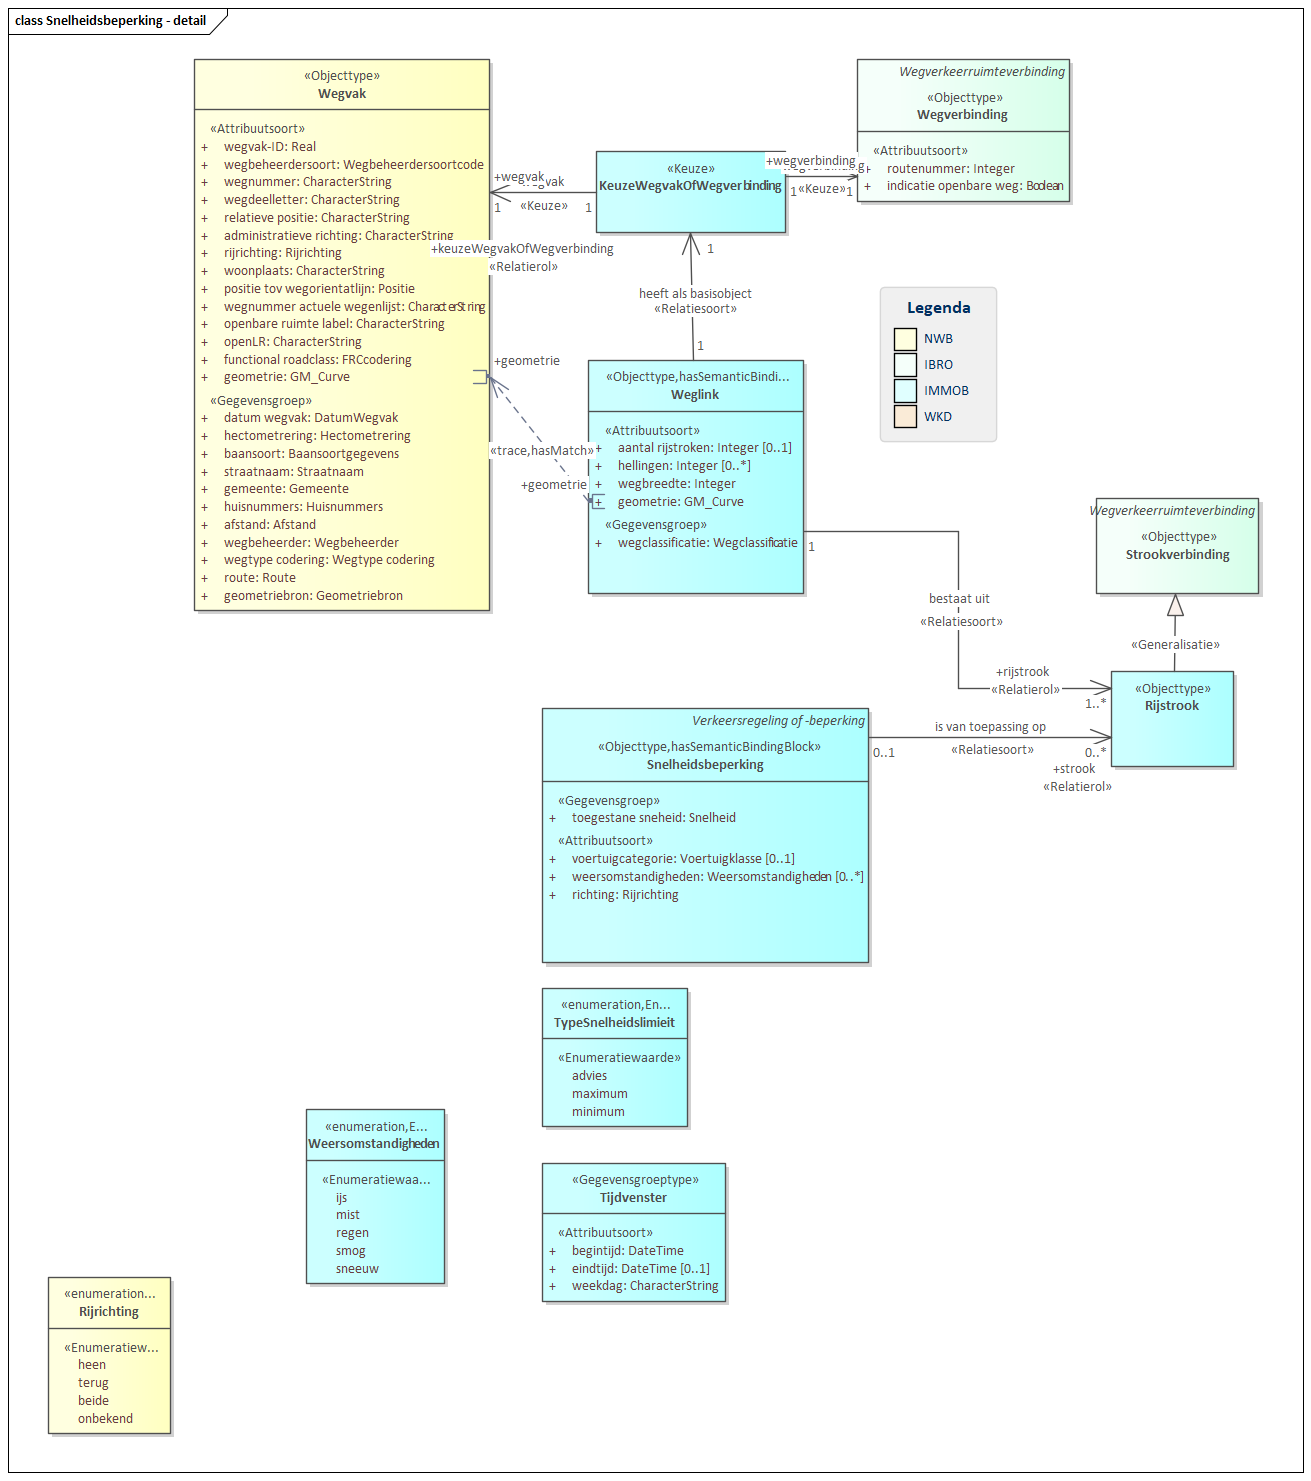 class Snelheidsbeperking - detail
«Objecttype»
Wegvak
«Attribuutsoort»
+ wegvak-ID: Real
+ wegbeheerdersoort: Wegbeheerdersoortcode
+ wegnummer: CharacterString
+ wegdeelletter: CharacterString
+ relatieve positie: CharacterString
+ administratieve richting: CharacterString
+ rijrichting: Rijrichting
+ woonplaats: CharacterString
+ positie tov wegorientatlijn: Positie
+ wegnummer actuele wegenlijst: CharacterString
+ openbare ruimte label: CharacterString
+ openLR: CharacterString
+ functional roadclass: FRCcodering
+ geometrie: GM_Curve
«Gegevensgroep»
+ datum wegvak: DatumWegvak
+ hectometrering: Hectometrering
+ baansoort: Baansoortgegevens
+ straatnaam: Straatnaam
+ gemeente: Gemeente
+ huisnummers: Huisnummers
+ afstand: Afstand
+ wegbeheerder: Wegbeheerder
+ wegtype codering: Wegtype codering
+ route: Route
+ geometriebron: Geometriebron
+wegvak
wegvak
1
«Keuze»
1
«Keuze»
KeuzeWegvakOfWegverbinding
+wegverbinding
1
«Keuze»
1
Wegverkeerruimteverbinding
«Objecttype»
Wegverbinding
«Attribuutsoort»
+ routenummer: Integer
+ indicatie openbare weg: Boolean
+keuzeWegvakOfWegverbinding
«Relatierol»
1
heeft als basisobject
«Relatiesoort»
1
Legenda
NWB
IBRO
IMMOB
WKD
+geometrie
«trace,hasMatch»
+geometrie
«Objecttype,hasSemanticBindi...
Weglink
«Attribuutsoort»
+ aantal rijstroken: Integer [0..1]
+ hellingen: Integer [0..*]
+ wegbreedte: Integer
+ geometrie: GM_Curve
«Gegevensgroep»
+ wegclassificatie: Wegclassificatie
1
bestaat uit
«Relatiesoort»
+rijstrook
«Relatierol»
1..*
Wegverkeerruimteverbinding
«Objecttype»
Strookverbinding
«Generalisatie»
«Objecttype»
Rijstrook
Verkeersregeling of -beperking
«Objecttype,hasSemanticBindingBlock»
Snelheidsbeperking
«Gegevensgroep»
+ toegestane sneheid: Snelheid
«Attribuutsoort»
+ voertuigcategorie: Voertuigklasse [0..1]
+ weersomstandigheden: Weersomstandigheden [0..*]
+ richting: Rijrichting
is van toepassing op
0..1
«Relatiesoort»
0..*
+strook
«Relatierol»
«enumeration,En...
TypeSnelheidslimieit
«Enumeratiewaarde»
advies
maximum
minimum
«enumeration,E...
Weersomstandigheden
«Enumeratiewaa...
ijs
mist
regen
smog
sneeuw
«Gegevensgroeptype»
Tijdvenster
«Attribuutsoort»
+ begintijd: DateTime
+ eindtijd: DateTime [0..1]
+ weekdag: CharacterString
«enumeration...
Rijrichting
«Enumeratiew...
heen
terug
beide
onbekend